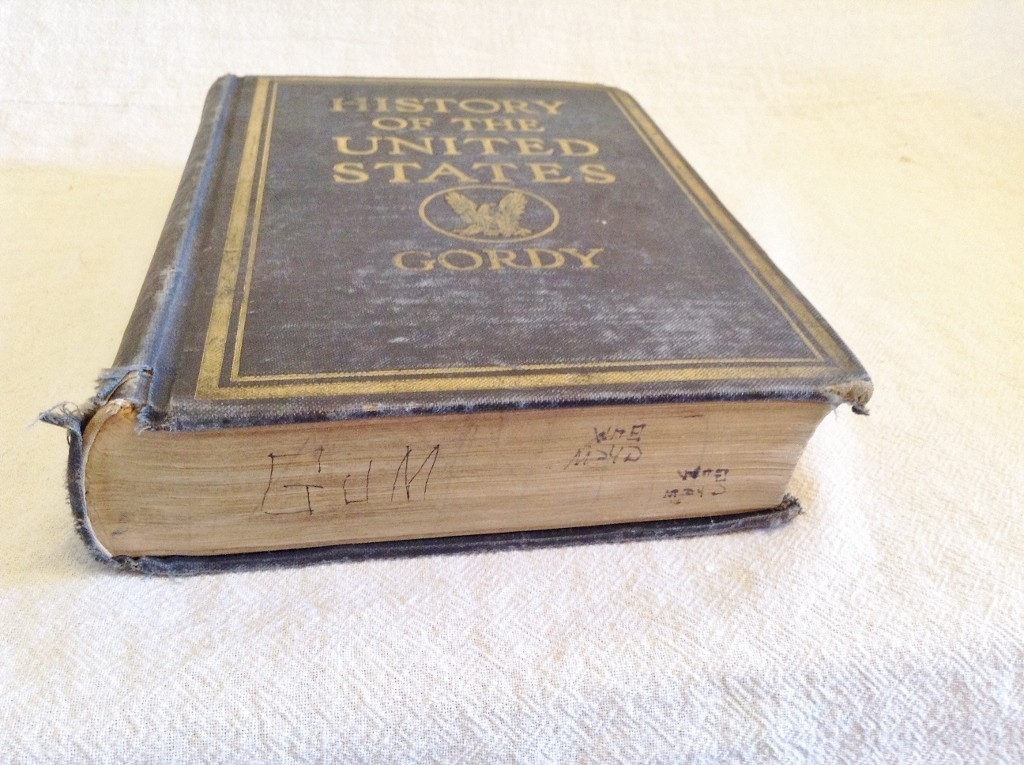 HISTORY
OF THE
UNITED
STATES
GORDY
GUM